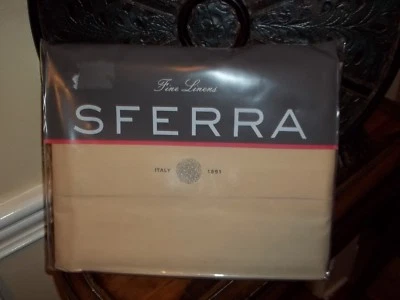 Fine Linens
SFERRA
ITALY 1891